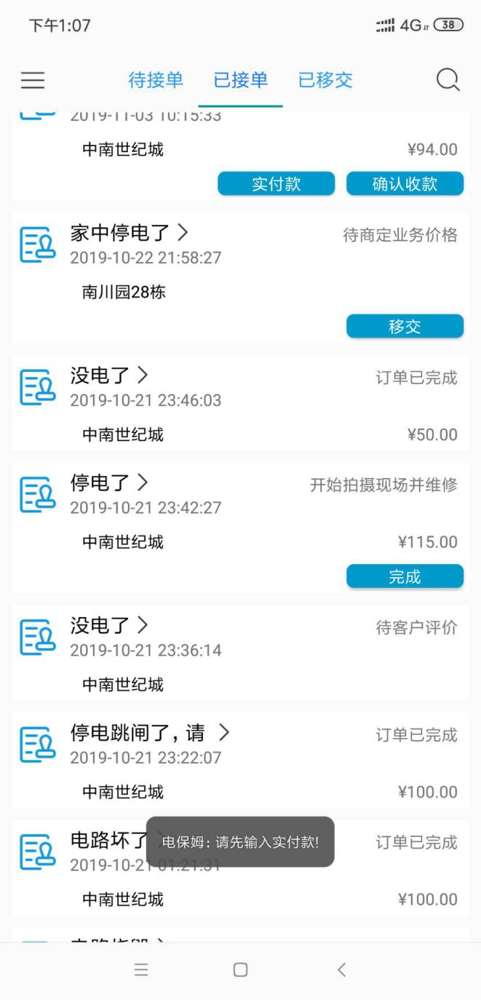 下午1:07
4G
38
待接单 已接单 已移交
2019-11-03 10:15:33
中南世纪城 ¥94.00
实付款 确认收款
家中停电了 待商定业务价格
2019-10-22 21:58:27
南川园28栋
移交
没电了 订单已完成
2019-10-21 23:46:03
中南世纪城 ¥50.00
停电了 开始拍摄现场并维修
2019-10-21 23:42:27
中南世纪城 ¥115.00
完成
没电了 待客户评价
2019-10-21 23:36:14
中南世纪城
停电跳闸了，请 订单已完成
2019-10-21 23:22:07
中南世纪城 ¥100.00
电路坏了 订单已完成
电保姆: 请先输入实付款!
2019-10-21 01:21:31
中南世纪城 ¥100.00